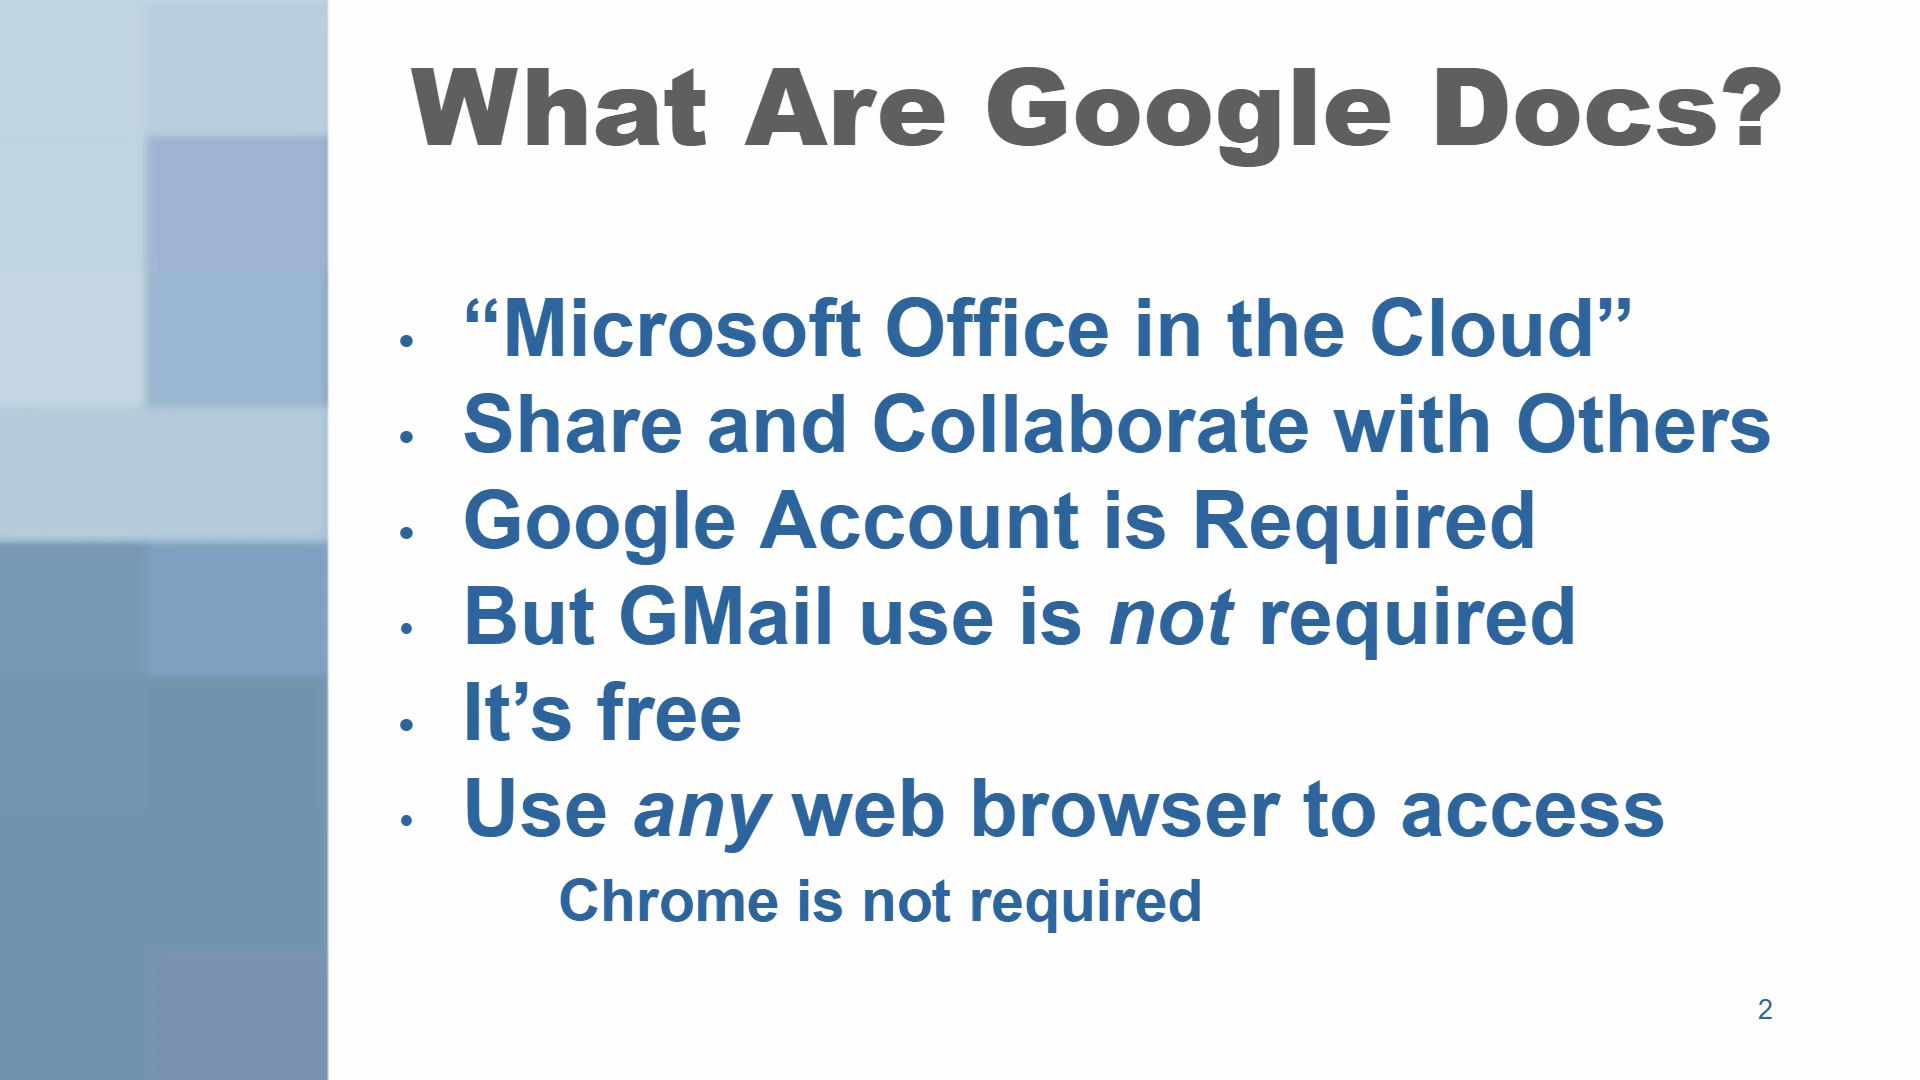 What Are Google Docs?
• “Microsoft Office in the Cloud”
• Share and Collaborate with Others
• Google Account is Required
• But GMail use is not required
• It’s free
• Use any web browser to access
Chrome is not required
2